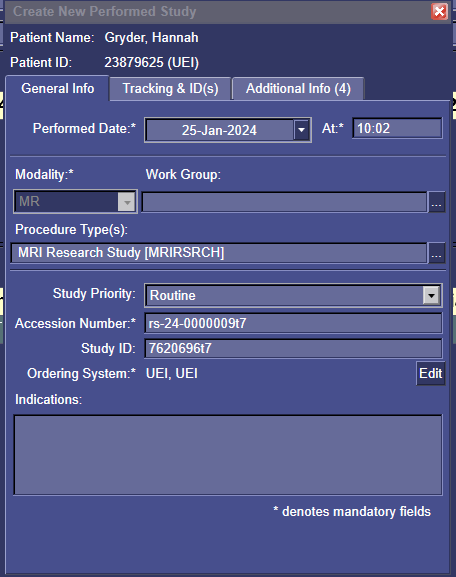 Create New Performed Study
Patient Name: Gryder, Hannah
Patient ID: 23879625 (UEI)
General Info Tracking & ID(s) Additional Info (4)
Performed Date:* 25-Jan-2024 At:* 10:02
Modality:* Work Group:
MR ...
Procedure Type(s):
MRI Research Study [MRIRSRCH] ...
Study Priority: Routine
Accession Number:* rs-24-0000009t7
Study ID: 7620696t7
Ordering System:* UEI, UEI Edit
Indications:
* denotes mandatory fields